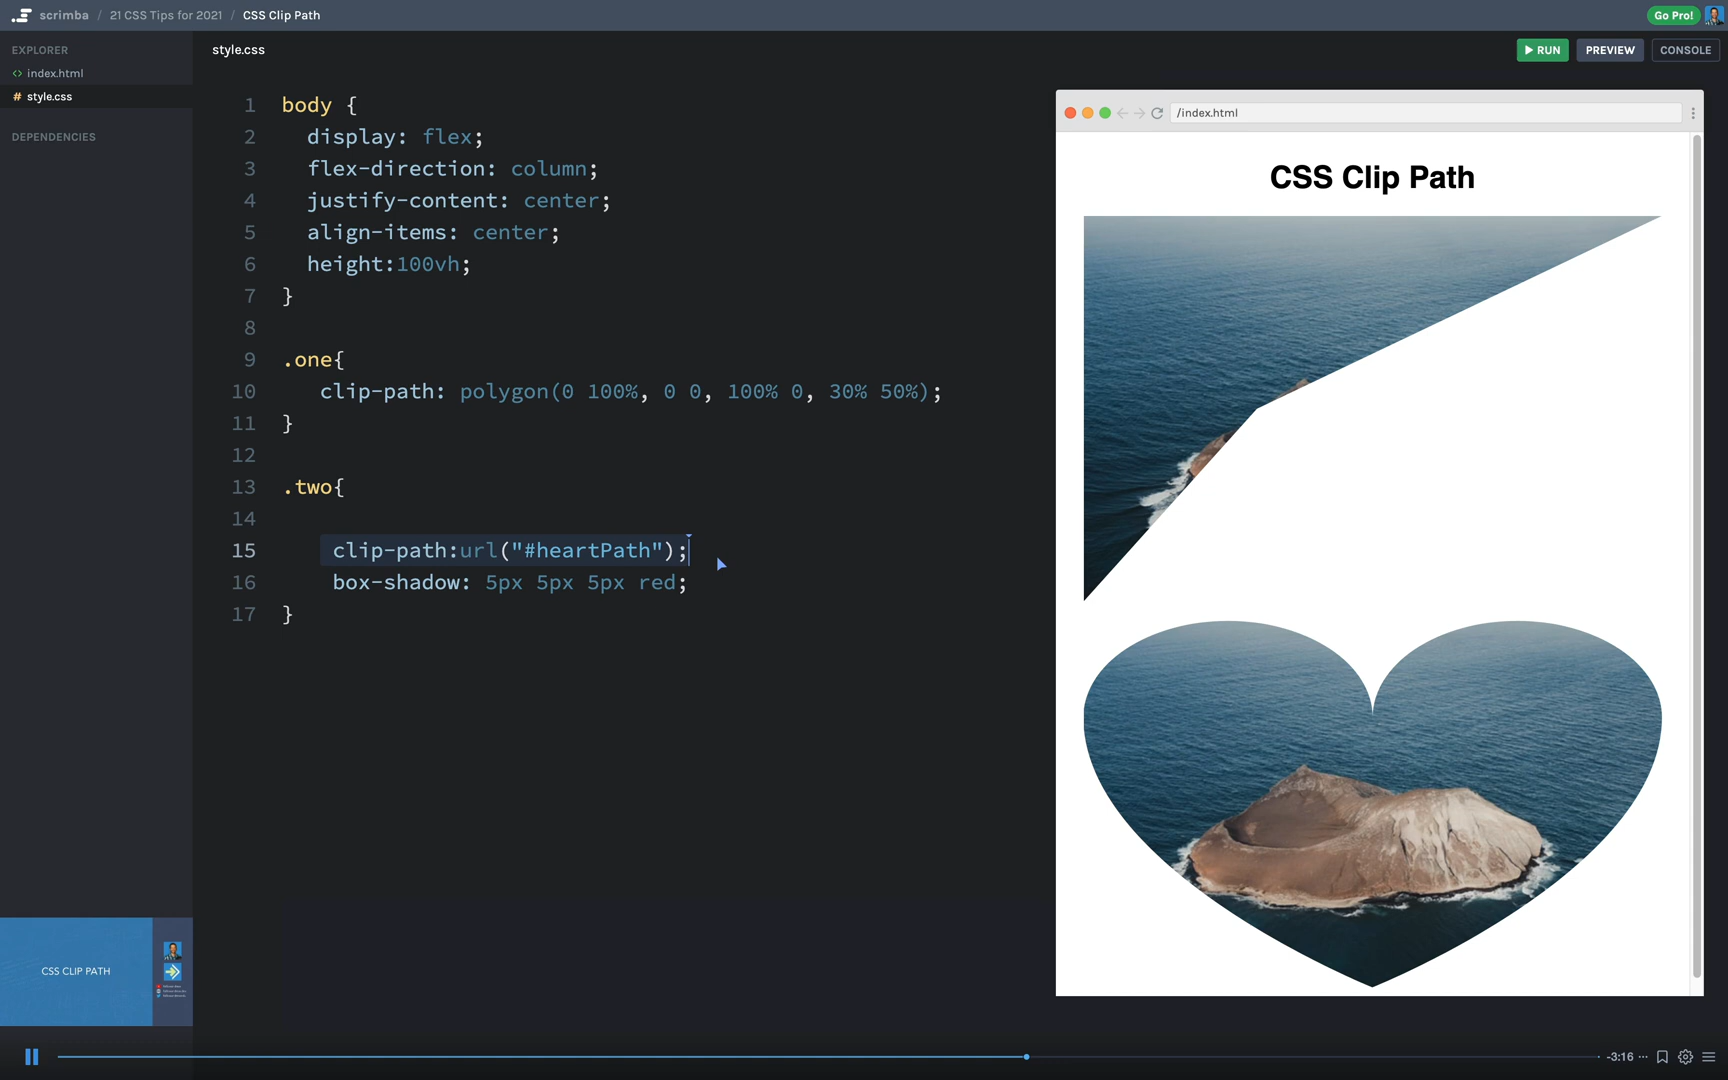 scrimba / 21 CSS Tips for 2021 / CSS Clip Path
Go Pro!
EXPLORER
<> index.html
# style.css
DEPENDENCIES
style.css
RUN
PREVIEW
CONSOLE
1 body {
2 display: flex;
3 flex-direction: column;
4 justify-content: center;
5 align-items: center;
6 height:100vh;
7 }
8
9 .one{
10 clip-path: polygon(0 100%, 0 0, 100% 0, 30% 50%);
11 }
12
13 .two{
14
15 clip-path:url("#heartPath");
16 box-shadow: 5px 5px 5px red;
17 }
/index.html
CSS Clip Path
CSS CLIP PATH
-3:16